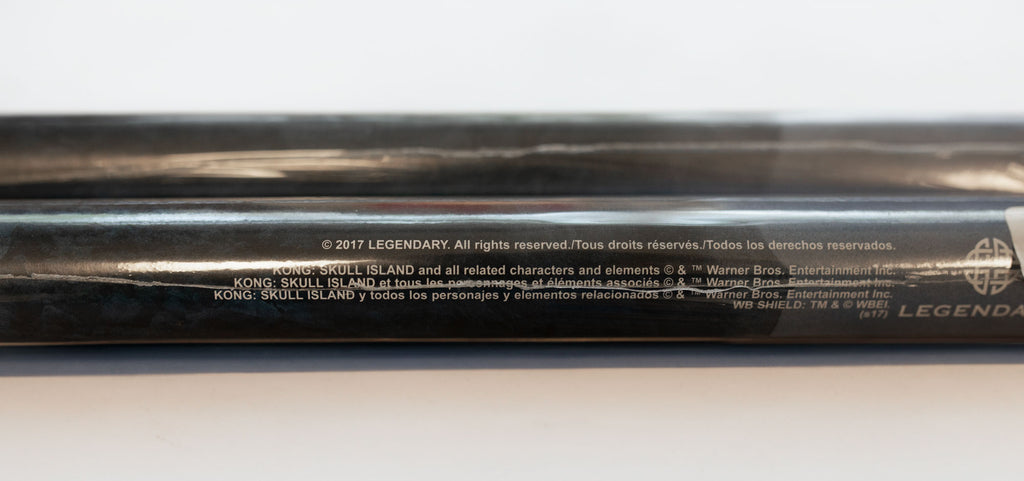 © 2017 LEGENDARY. All rights reserved./Tous droits réservés./Todos los derechos reservados.
KONG: SKULL ISLAND and all related characters and elements © & ™ Warner Bros. Entertainment Inc.
KONG: SKULL ISLAND et tous les personnages et éléments associés © & ™ Warner Bros. Entertainment Inc.
KONG: SKULL ISLAND y todos los personajes y elementos relacionados © & ™ Warner Bros. Entertainment Inc.
WB SHIELD: TM & © WBEI.
(s17)
LEGENDA